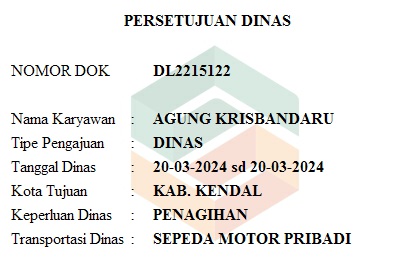 PERSETUJUAN DINAS
NOMOR DOK DL2215122
Nama Karyawan : AGUNG KRISBANDARU
Tipe Pengajuan : DINAS
Tanggal Dinas : 20-03-2024 sd 20-03-2024
Kota Tujuan : KAB. KENDAL
Keperluan Dinas : PENAGIHAN
Transportasi Dinas : SEPEDA MOTOR PRIBADI